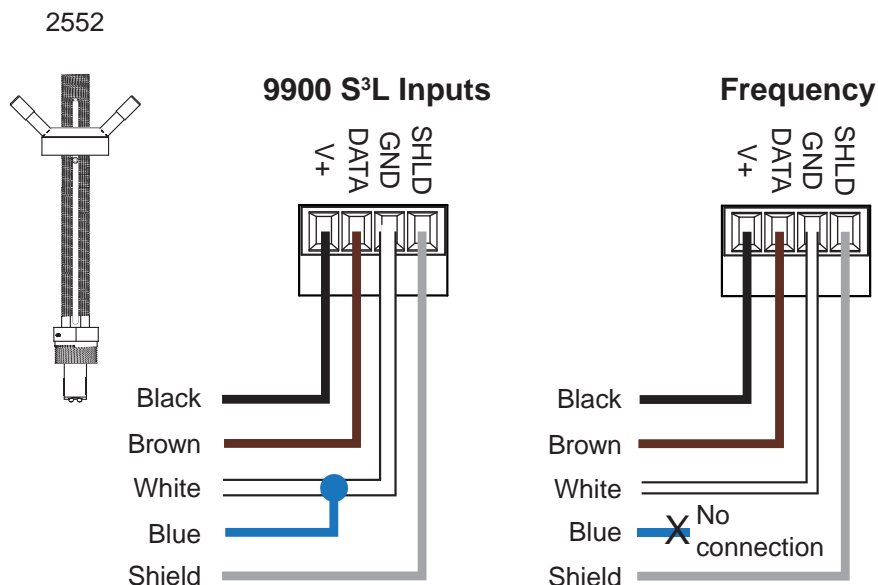 2552
9900 S³L Inputs
V+
DATA
GND
SHLD
Black
Brown
White
Blue
Shield
Frequency
V+
DATA
GND
SHLD
Black
Brown
White
Blue
X
No
connection
Shield